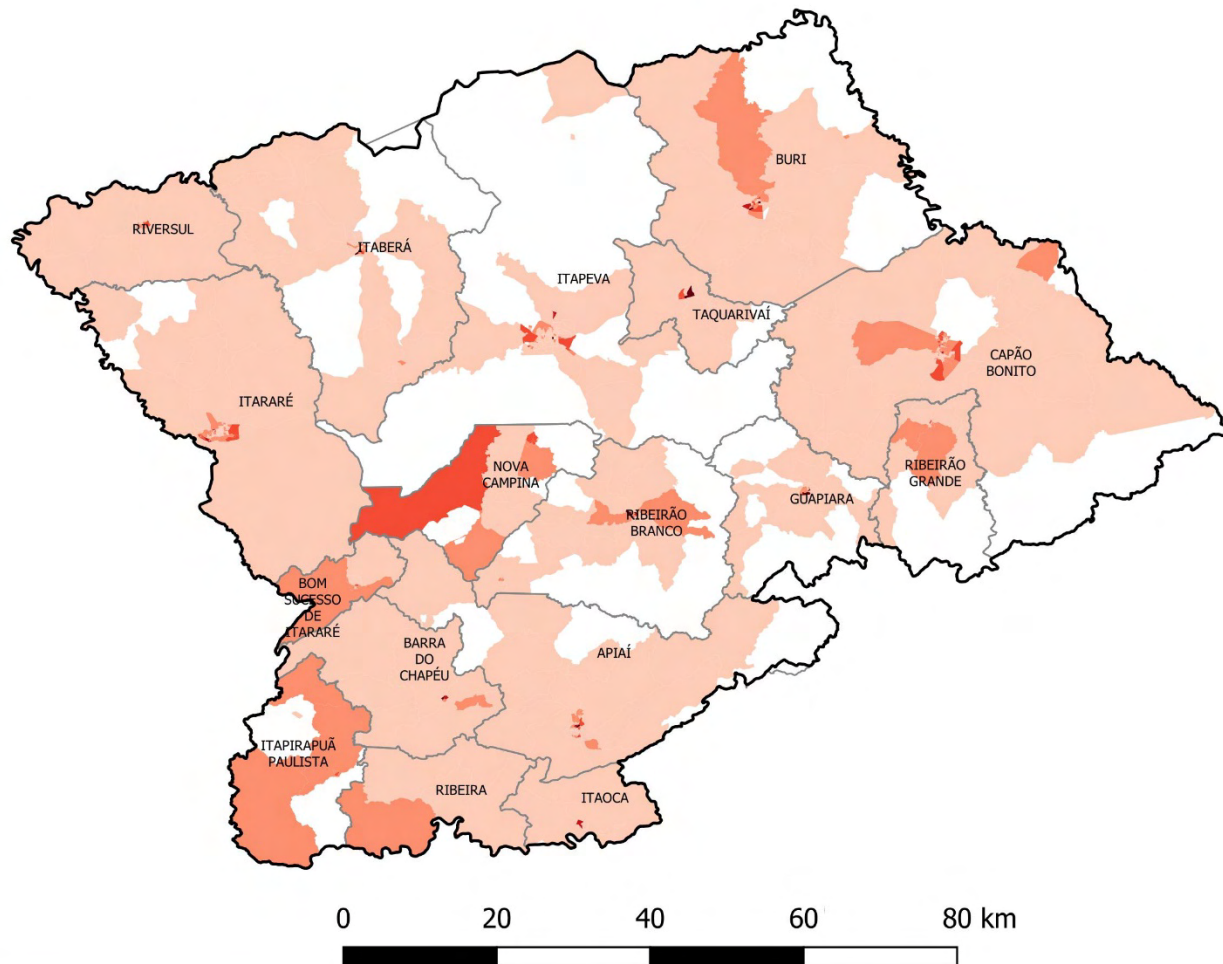 BURI
RIVERSUL
ITABERÁ
ITAPEVA
TAQUARIVAÍ
CAPÃO
BONITO
ITARARÉ
NOVA
CAMPINA
RIBEIRÃO
GRANDE
GUAPIARA
RIBEIRÃO
BRANCO
BOM
SUCESSO
DE
ITARARÉ
BARRA
DO
CHAPÉU
APIAÍ
ITAPIRAPUÃ
PAULISTA
RIBEIRA
ITAOCA
0 20 40 60 80 km